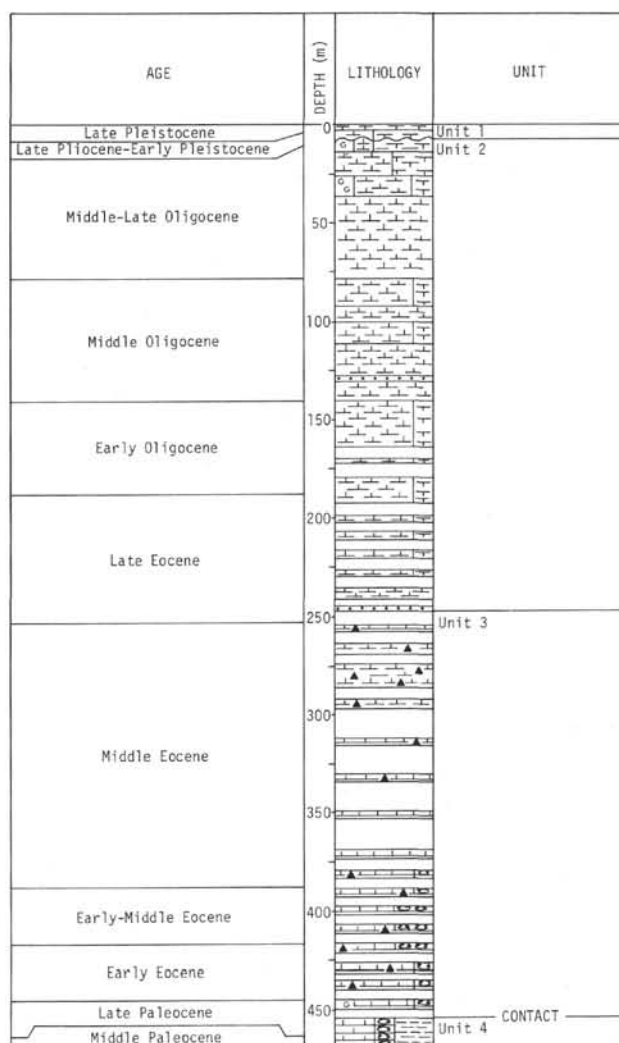 AGE
DEPTH (m)
LITHOLOGY
UNIT
Late Pleistocene
0
Unit 1
Late Pliocene-Early Pleistocene
Unit 2
G
G
G
Middle-Late Oligocene
50
Middle Oligocene
100
150
Early Oligocene
200
Late Eocene
250
Unit 3
300
Middle Eocene
350
400
Early-Middle Eocene
Early Eocene
G
Late Paleocene
450
CONTACT
Unit 4
Middle Paleocene